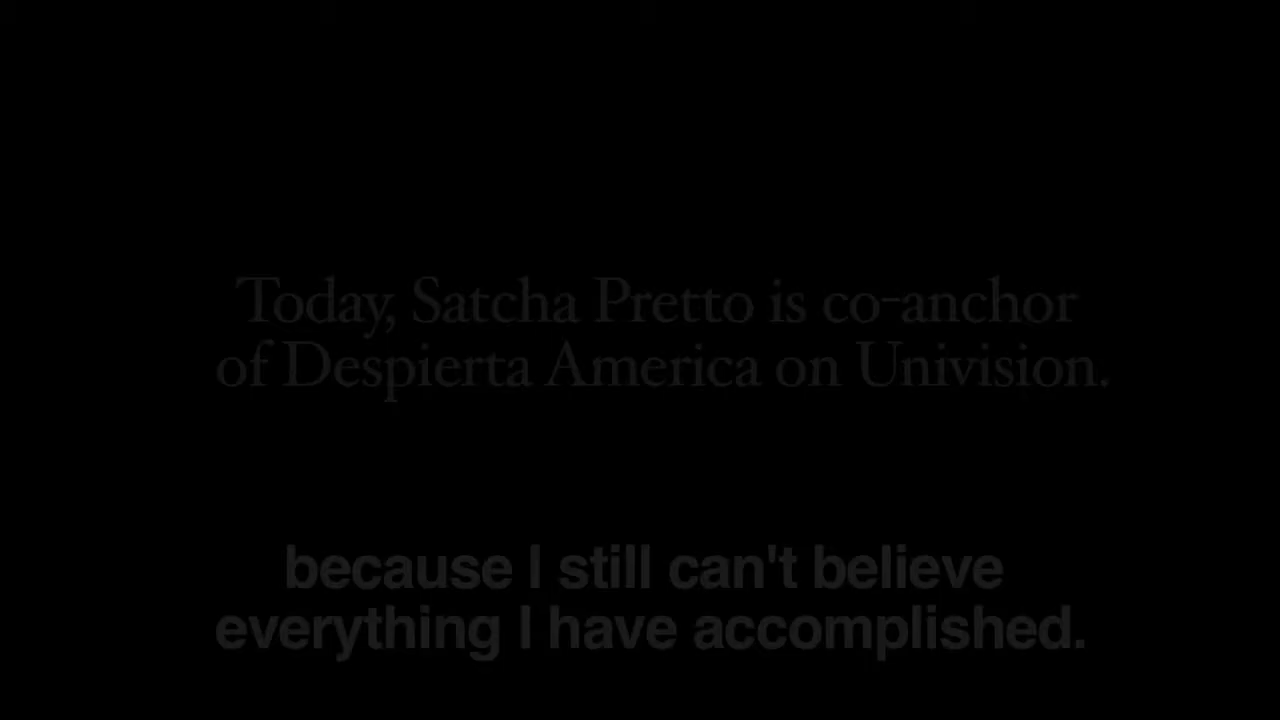 Today, Satcha Pretto is co-anchor
of Despierta America on Univision.
because I still can't believe
everything I have accomplished.